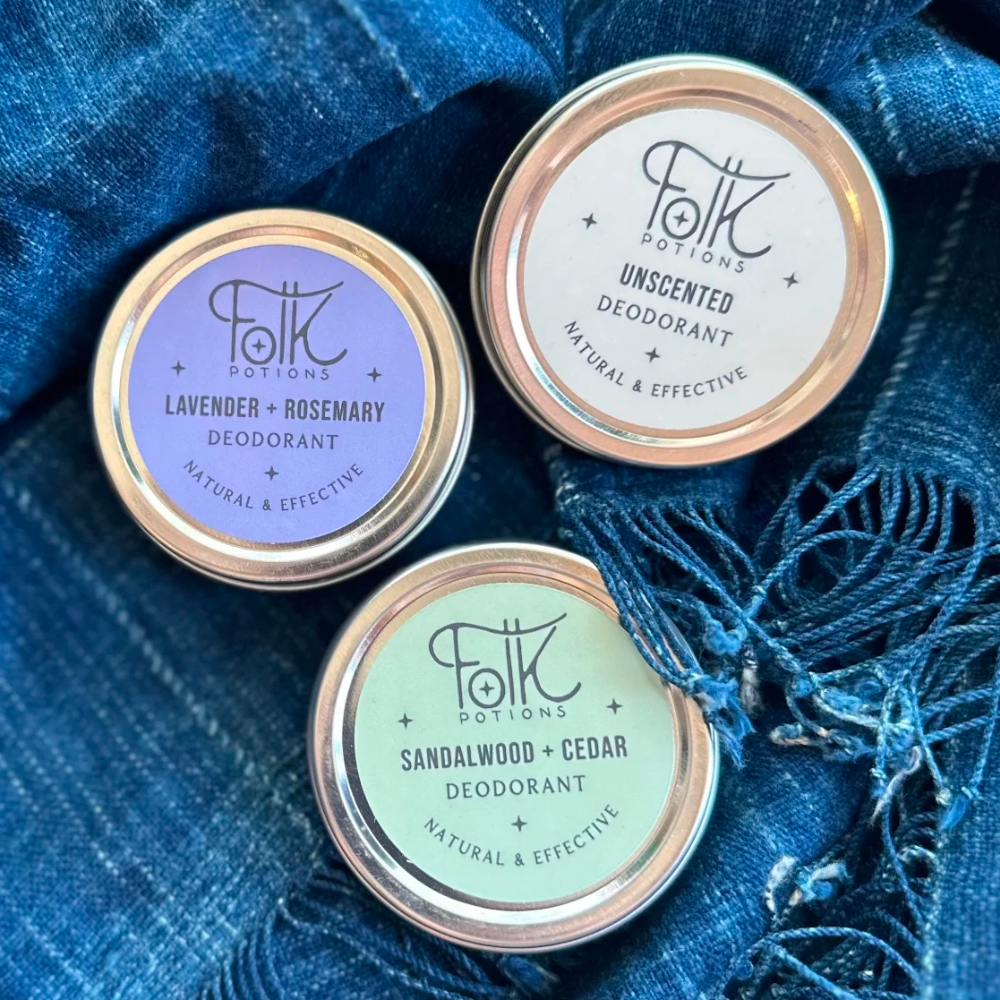 Folk
POTIONS
LAVENDER + ROSEMARY
DEODORANT
NATURAL & EFFECTIVE
Folk
POTIONS
UNSCENTED
DEODORANT
NATURAL & EFFECTIVE
Folk
POTIONS
SANDALWOOD + CEDAR
DEODORANT
NATURAL & EFFECTIVE